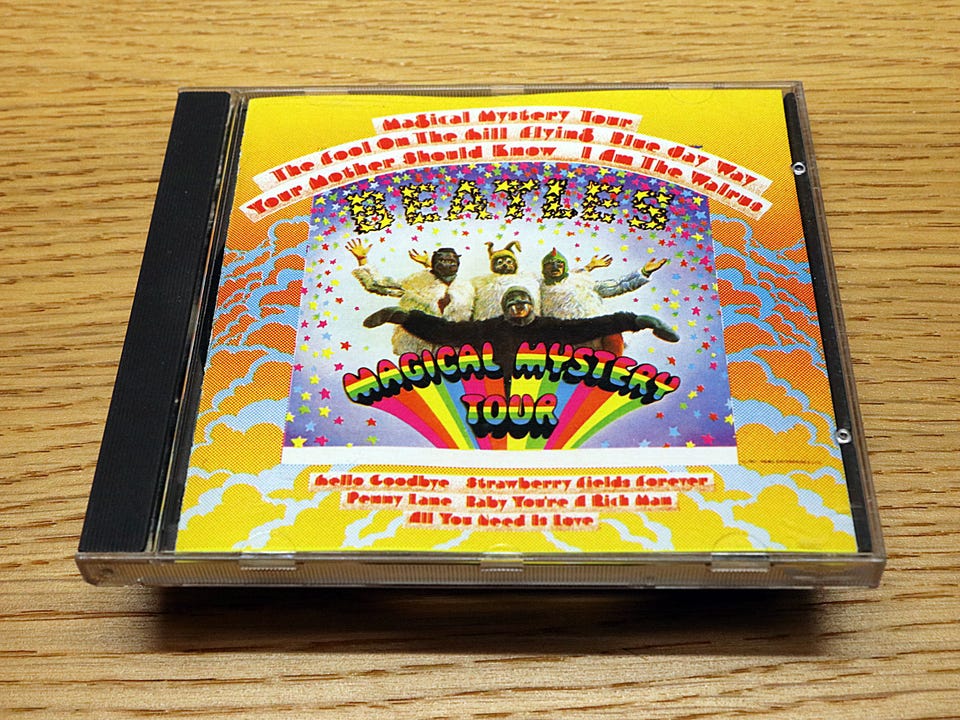 Magical Mystery Tour
The Fool On The Hill Flying Blue Jay Way
Your Mother Should Know I Am The Walrus
BEATLES
MAGICAL MYSTERY
TOUR
Hello Goodbye Strawberry Fields Forever
Penny Lane Baby You're A Rich Man
All You Need Is Love